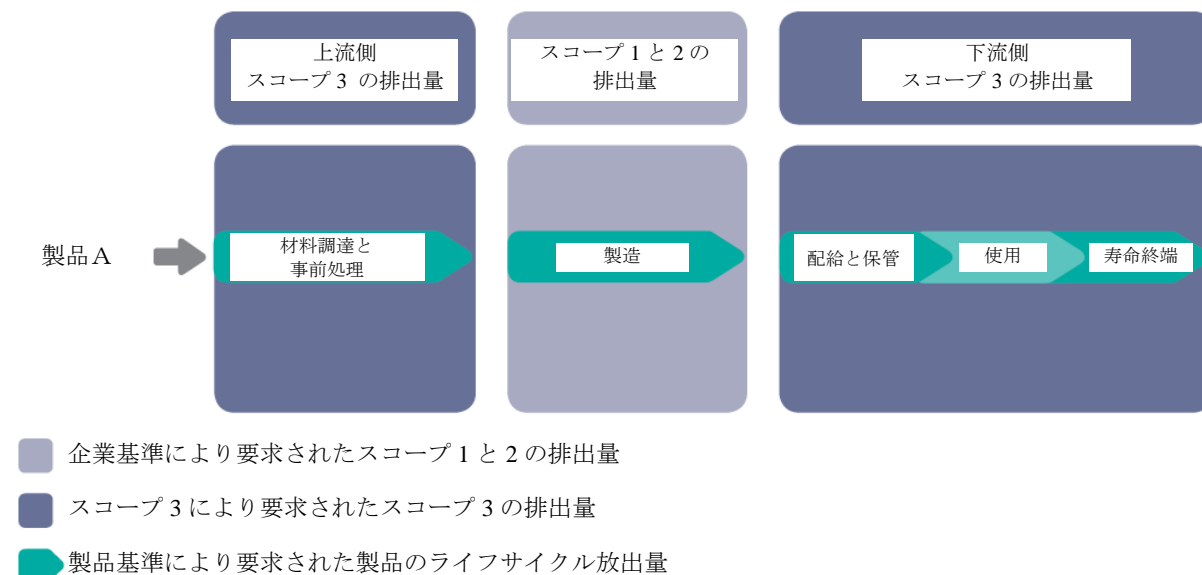 上流側
スコープ 3 の排出量
スコープ 1 と 2 の
排出量
下流側
スコープ 3 の排出量
製品A
材料調達と
事前処理
製造
配給と保管
使用
寿命終端
企業基準により要求されたスコープ 1 と 2 の排出量
スコープ 3 により要求されたスコープ 3 の排出量
製品基準により要求された製品のライフサイクル放出量